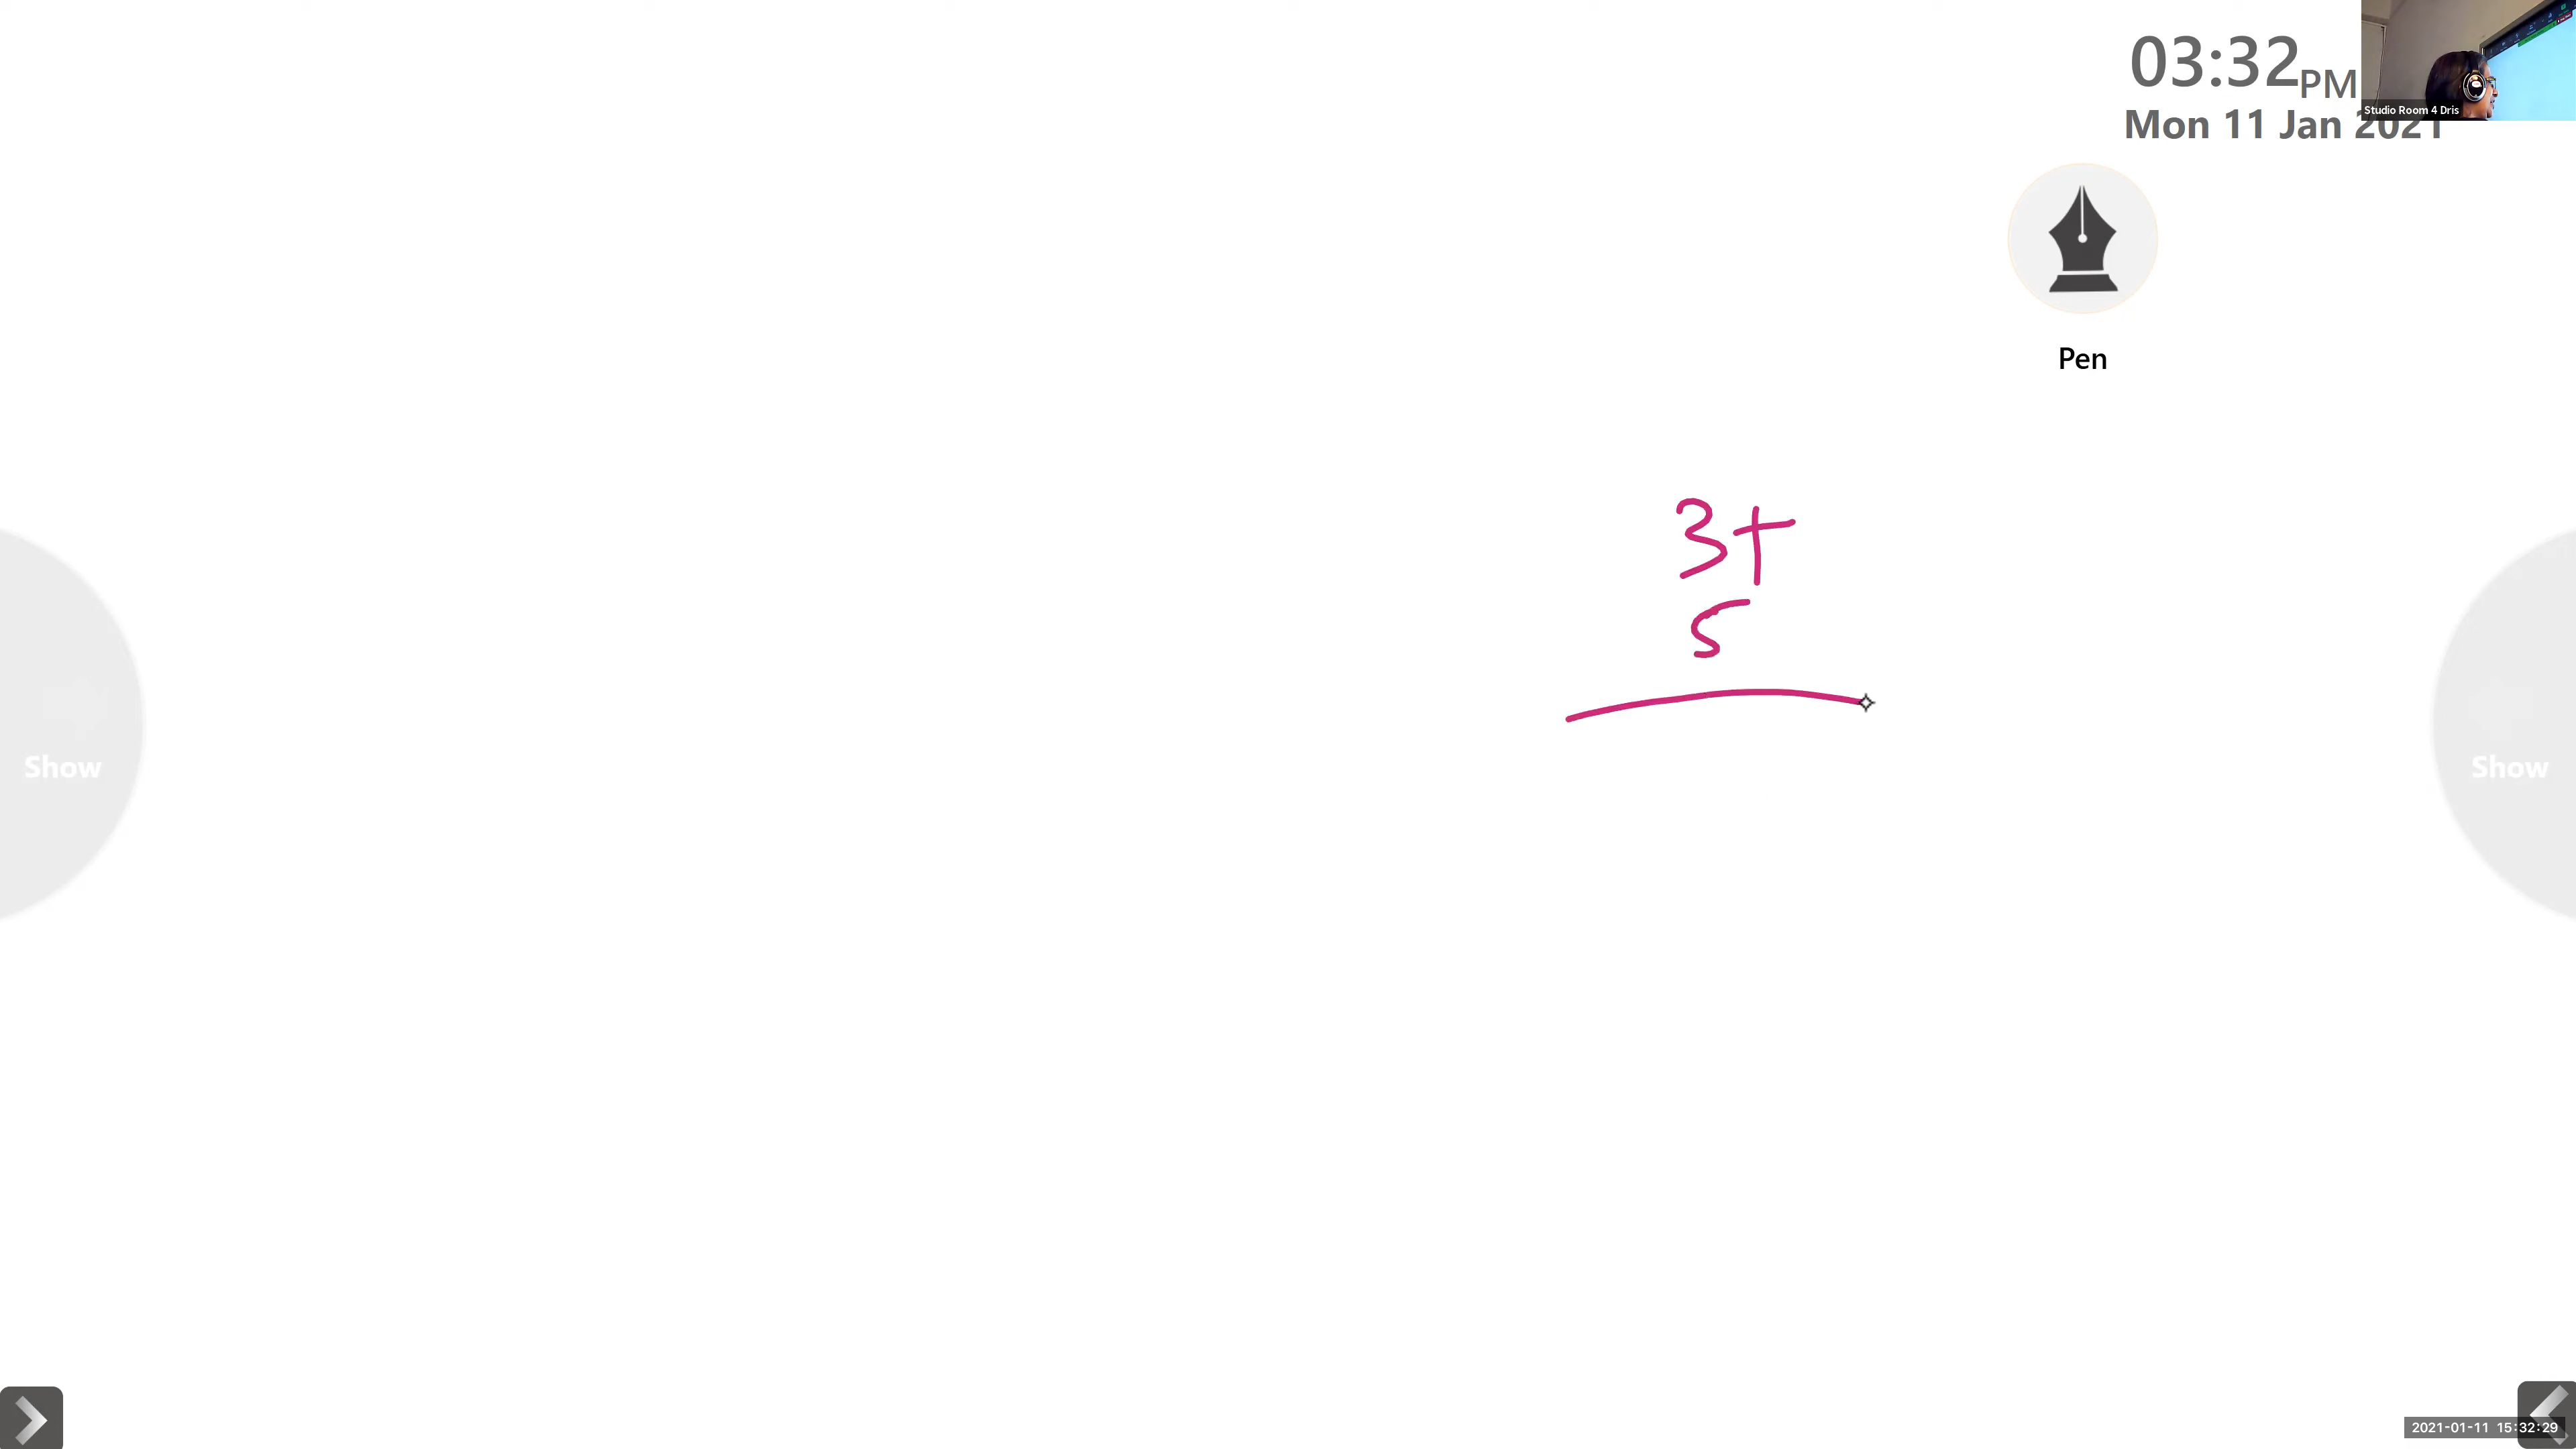 03:32PM
Studio Room 4 Dris
Mon 11 Jan 2021
Pen
3+
5
Show
Show
2021-01-11 15:32:29